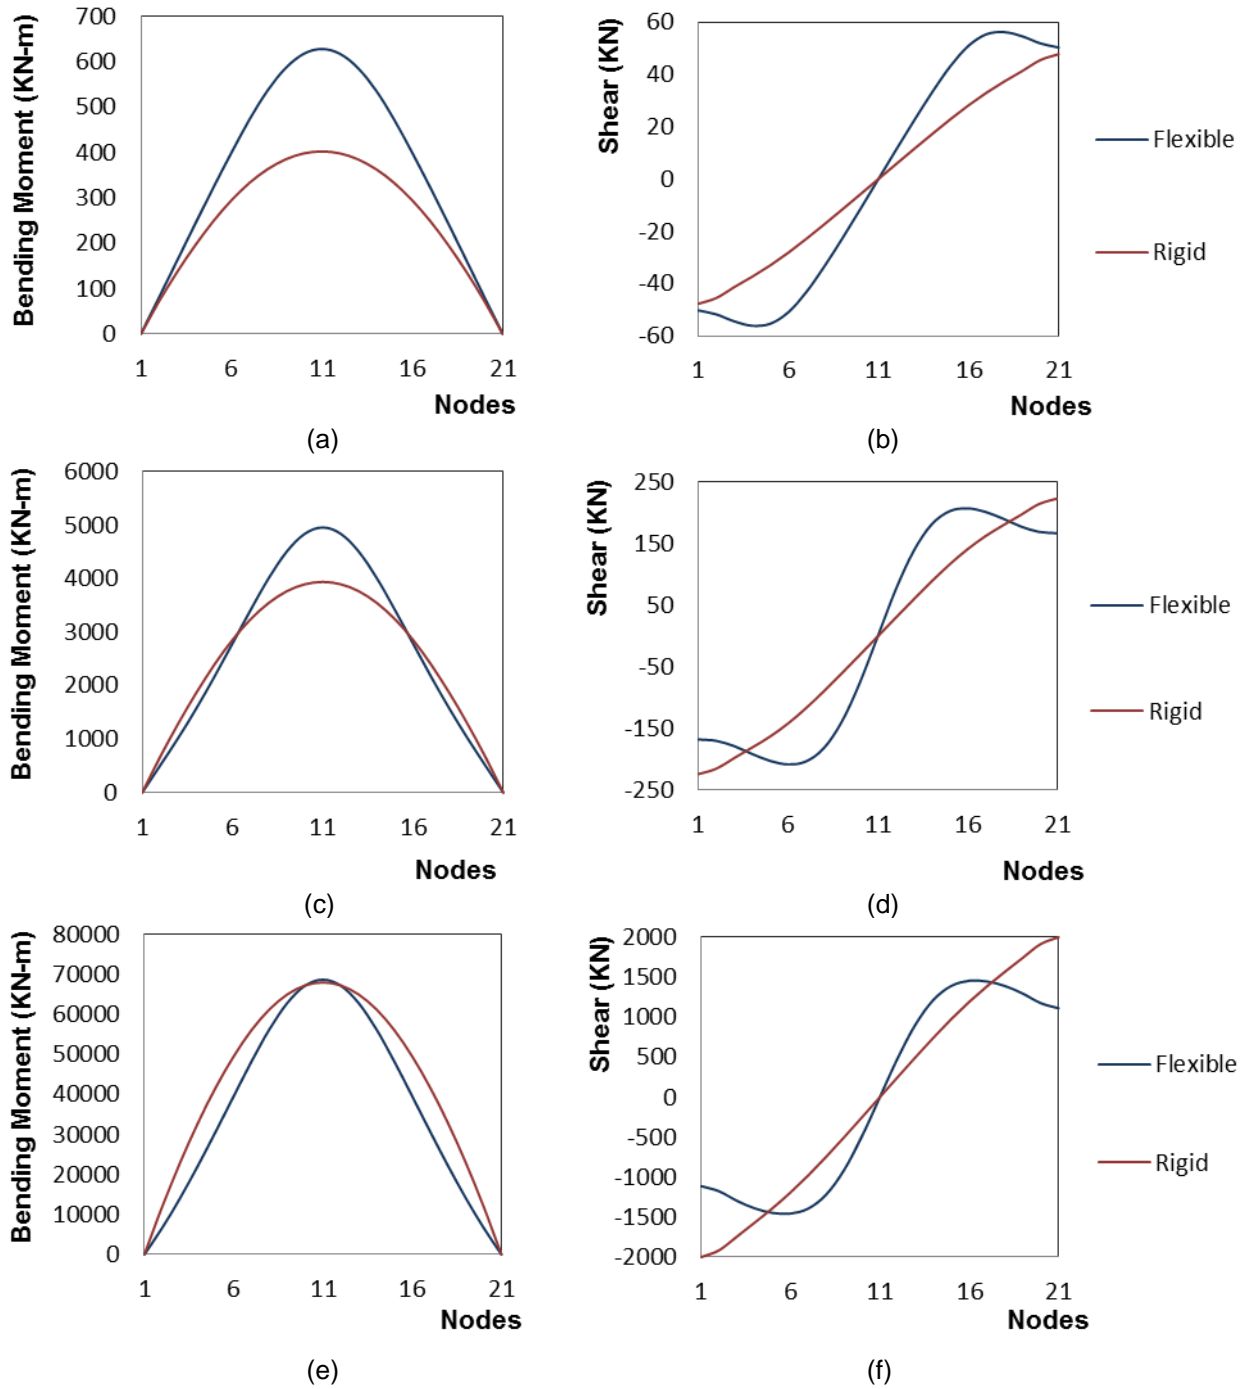 Bending Moment (KN-m)
700
600
500
400
300
200
100
0
1 6 11 16 21
Nodes
(a)
Shear (KN)
60
40
20
0
-20
-40
-60
1 6 11 16 21
Nodes
(b)
Flexible
Rigid
Bending Moment (KN-m)
6000
5000
4000
3000
2000
1000
0
1 6 11 16 21
Nodes
(c)
Shear (KN)
250
150
50
-50
-150
-250
1 6 11 16 21
Nodes
(d)
Flexible
Rigid
Bending Moment (KN-m)
80000
70000
60000
50000
40000
30000
20000
10000
0
1 6 11 16 21
Nodes
(e)
Shear (KN)
2000
1500
1000
500
0
-500
-1000
-1500
-2000
1 6 11 16 21
Nodes
(f)
Flexible
Rigid